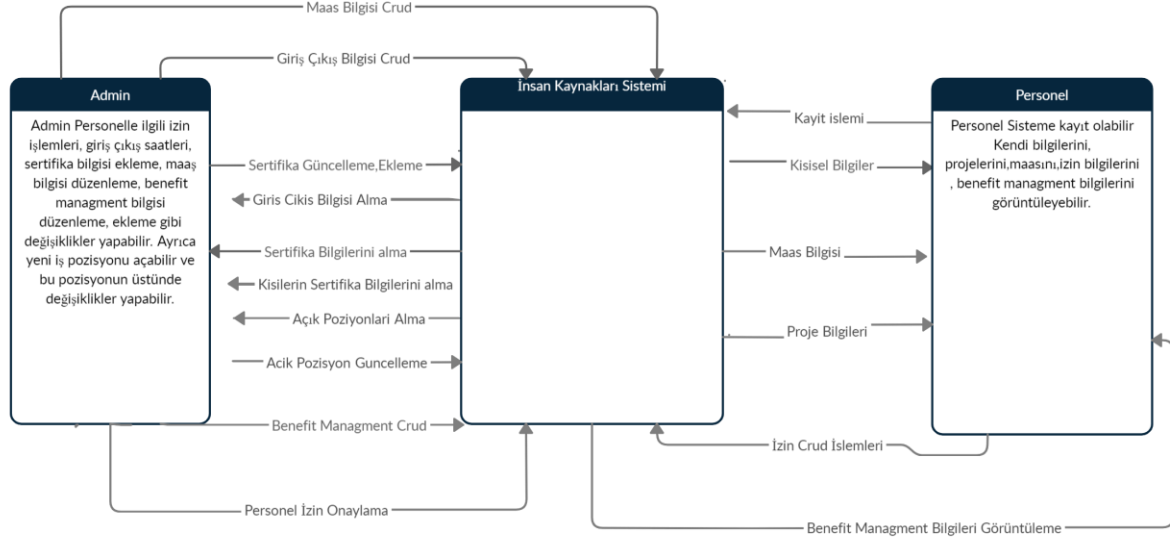 Maas Bilgisi Crud
Giriş Çıkış Bilgisi Crud
Admin
Admin Personelle ilgili izin
işlemleri, giriş çıkış saatleri,
sertifika bilgisi ekleme, maaş
bilgisi düzenleme, benefit
managment bilgisi
düzenleme, ekleme gibi
değişiklikler yapabilir. Ayrıca
yeni iş pozisyonu açabilir ve
bu pozisyonun üstünde
değişiklikler yapabilir.
Sertifika Güncelleme,Ekleme
Giris Cikis Bilgisi Alma
Sertifika Bilgilerini alma
Kisilerin Sertifika Bilgilerini alma
Açık Poziyonlari Alma
Acik Pozisyon Guncelleme
Benefit Managment Crud
Personel İzin Onaylama
İnsan Kaynakları Sistemi
Kayit islemi
Kisisel Bilgiler
Maas Bilgisi
Proje Bilgileri
İzin Crud İslemleri
Benefit Managment Bilgileri Görüntüleme
Personel
Personel Sisteme kayıt olabilir
Kendi bilgilerini,
projelerini,maasını,izin bilgilerini
, benefit managment bilgilerini
görüntüleyebilir.